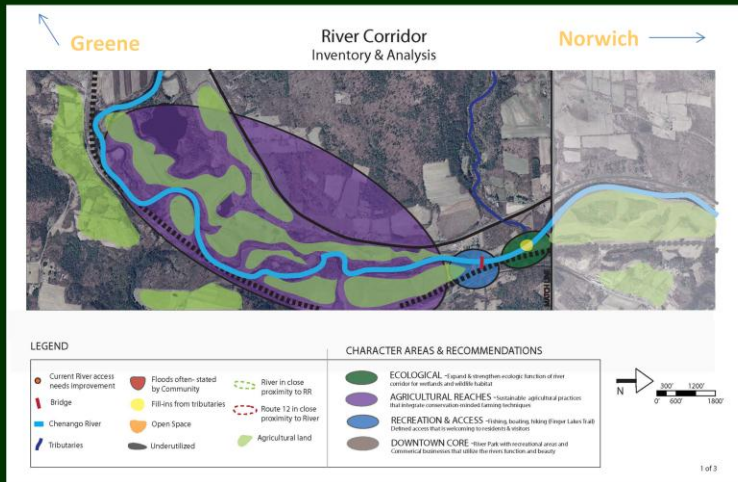 Greene
River Corridor
Inventory & Analysis
Norwich
LEGEND
Current River access
needs improvement
Bridge
Chenango River
Tributaries
Floods often- stated
by Community
Fill-ins from tributaries
Open Space
Underutilized
River in close
proximity to RR
Route 12 in close
proximity to River
Agricultural land
CHARACTER AREAS & RECOMMENDATIONS
ECOLOGICAL -Expand & strengthen ecologic function of river
corridor for wetlands and wildlife habitat
AGRICULTURAL REACHES -Sustainable agricultural practices
that integrate conservation-minded farming techniques
RECREATION & ACCESS -Fishing, boating, hiking (Finger Lakes Trail)
Defined access that is welcoming to residents & visitors
DOWNTOWN CORE -River Park with recreational areas and
Commerical businesses that utilize the rivers function and beauty
N
300' 1200'
0' 600' 1800'
1 of 3